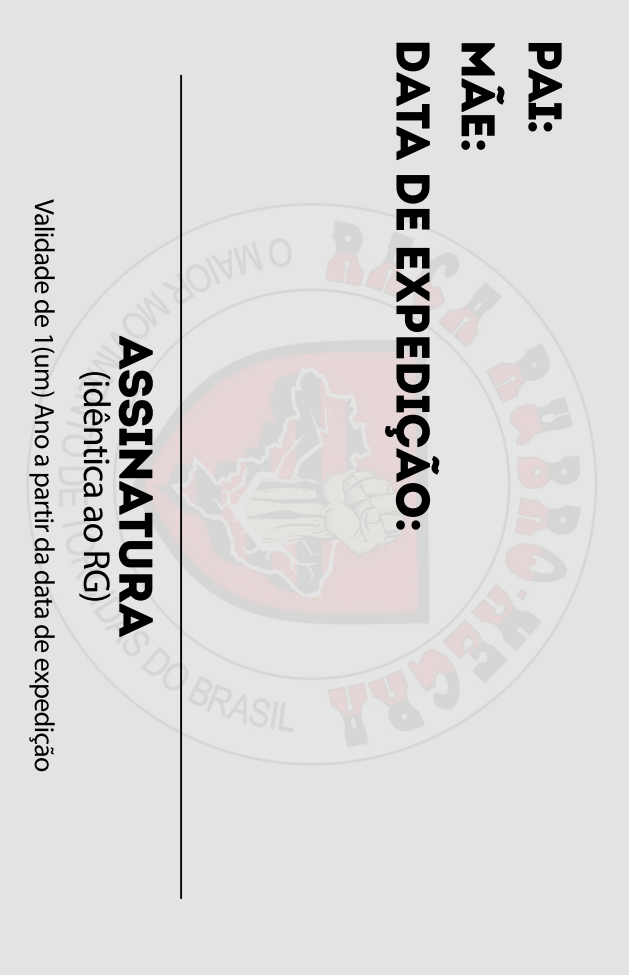 PAI:
MÃE:
DATA DE EXPEDIÇÃO:
RAÇA RUBRO-NEGRA
O MAIOR MOVIMENTO DE TORCIDAS DO BRASIL
ASSINATURA
(idêntica ao RG)
Validade de 1(um) Ano a partir da data de expedição